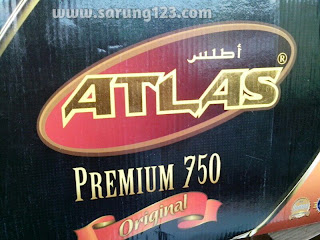 www.sarung123.com
أطلس
ATLAS®
PREMIUM 750
Original